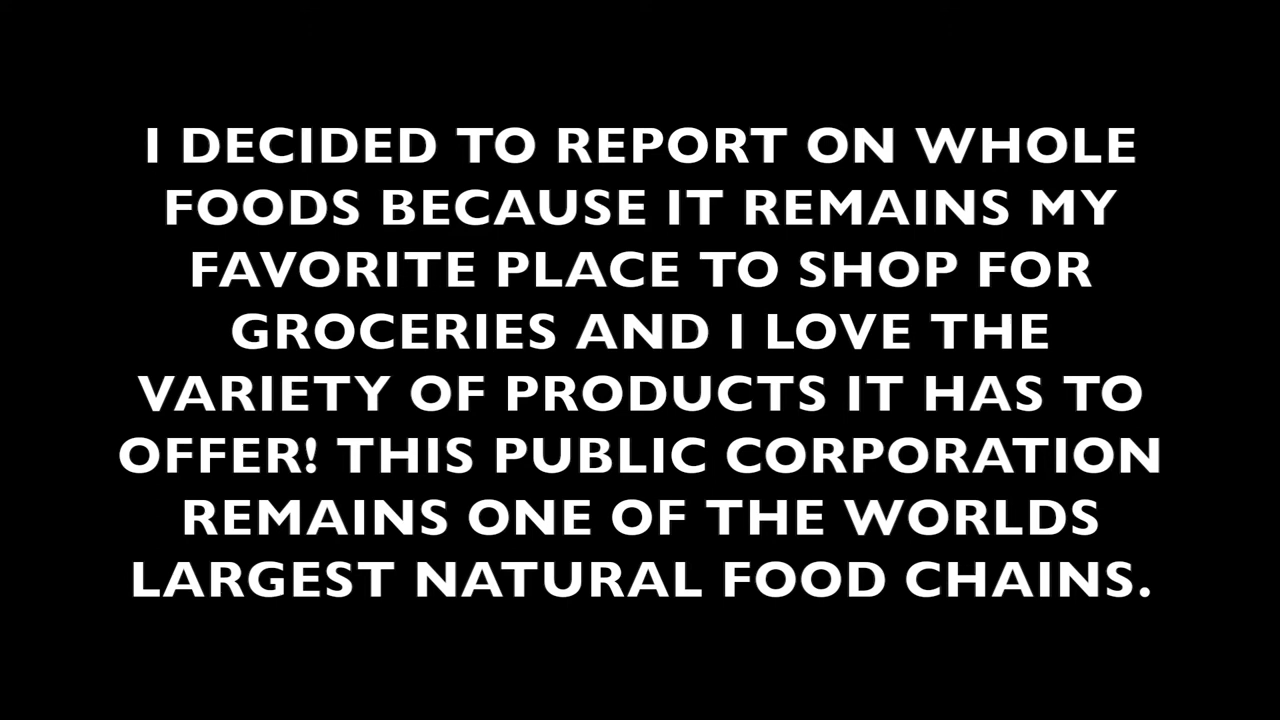 I DECIDED TO REPORT ON WHOLE
FOODS BECAUSE IT REMAINS MY
FAVORITE PLACE TO SHOP FOR
GROCERIES AND I LOVE THE
VARIETY OF PRODUCTS IT HAS TO
OFFER! THIS PUBLIC CORPORATION
REMAINS ONE OF THE WORLDS
LARGEST NATURAL FOOD CHAINS.